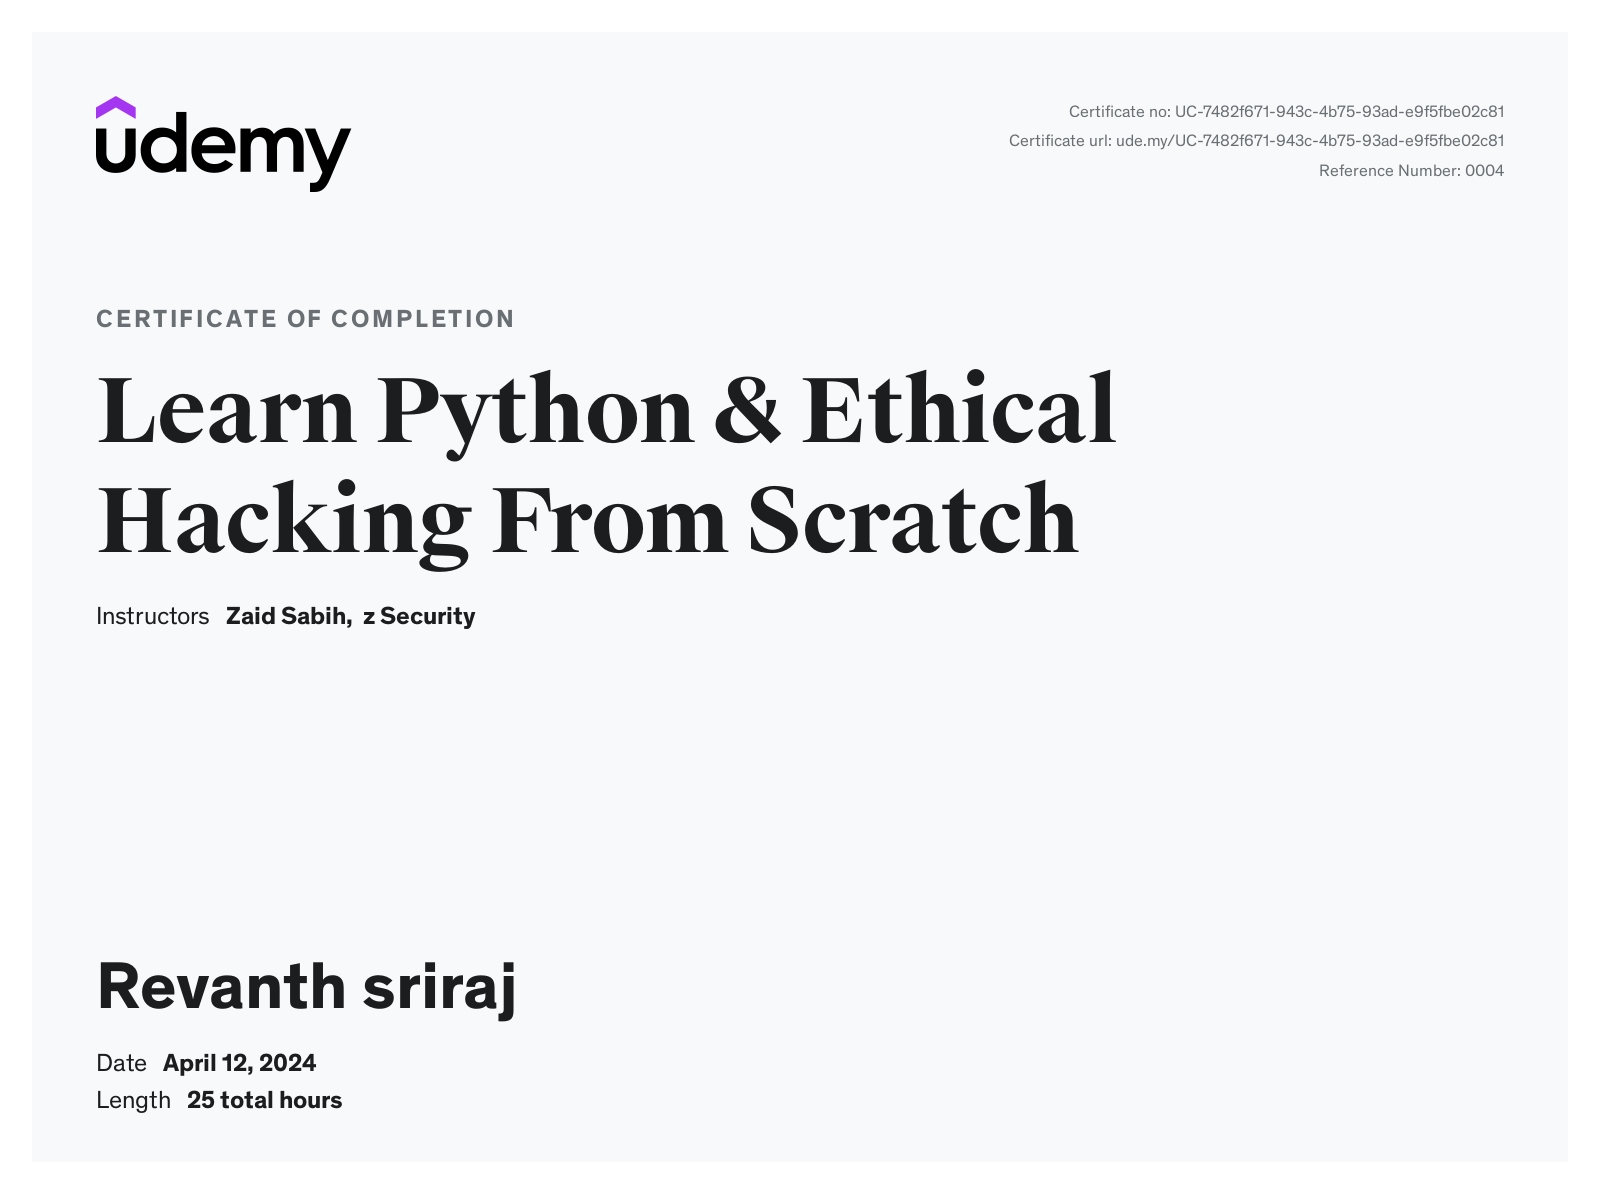 udemy
Certificate no: UC-7482f671-943c-4b75-93ad-e9f5fbe02c81
Certificate url: ude.my/UC-7482f671-943c-4b75-93ad-e9f5fbe02c81
Reference Number: 0004
CERTIFICATE OF COMPLETION
Learn Python & Ethical
Hacking From Scratch
Instructors Zaid Sabih, z Security
Revanth sriraj
Date April 12, 2024
Length 25 total hours